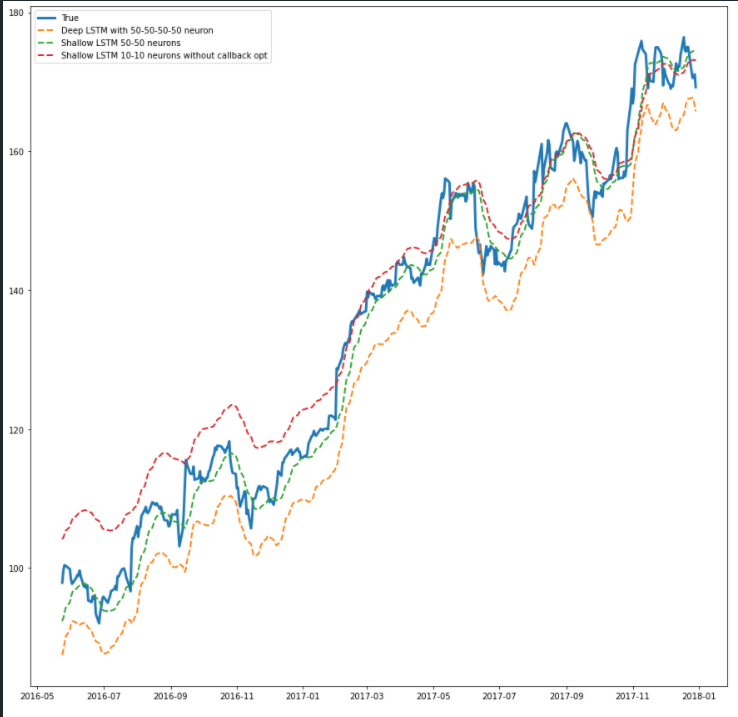 True
Deep LSTM with 50-50-50-50 neuron
Shallow LSTM 50-50 neurons
Shallow LSTM 10-10 neurons without callback opt
180
160
140
120
100
2016-05 2016-07 2016-09 2016-11 2017-01 2017-03 2017-05 2017-07 2017-09 2017-11 2018-01